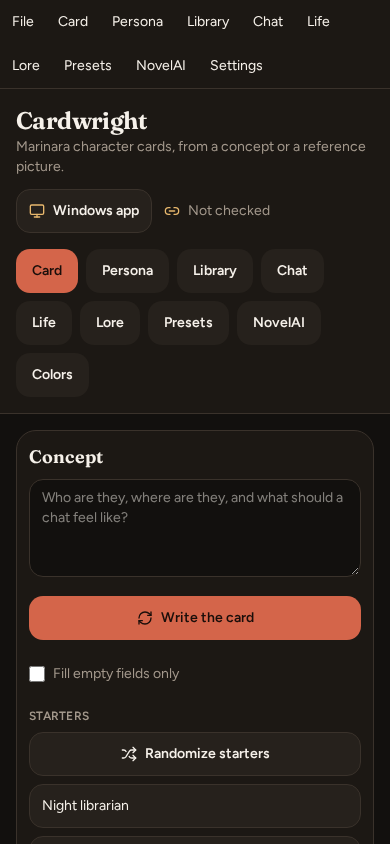 File Card Persona Library Chat Life
Lore Presets NovelAI Settings
Cardwright
Marinara character cards, from a concept or a reference
picture.
Windows app Not checked
Card Persona Library Chat
Life Lore Presets NovelAI
Colors
Concept
Who are they, where are they, and what should a
chat feel like?
Write the card
Fill empty fields only
STARTERS
Randomize starters
Night librarian